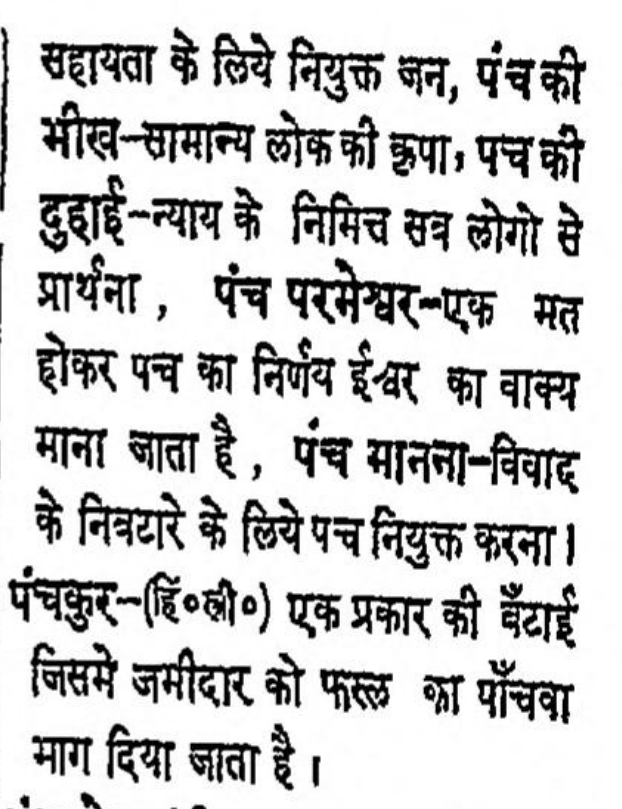 सहायता के लिये नियुक्त जन, पंच की
भीख-सामान्य लोक की कृपा, पच की
दुहाई-न्याय के निमित्त सब लोगो से
प्रार्थना, पंच परमेश्वर-एक मत
होकर पच का निर्णय ईश्वर का वाक्य
माना जाता है, पंच मानना-विवाद
के निबटारे के लिये पच नियुक्त करना।
पंचकुर-(हिं०स्त्री०) एक प्रकार की बँटाई
जिसमे जमीदार को फस्ल का पाँचवा
भाग दिया जाता है।